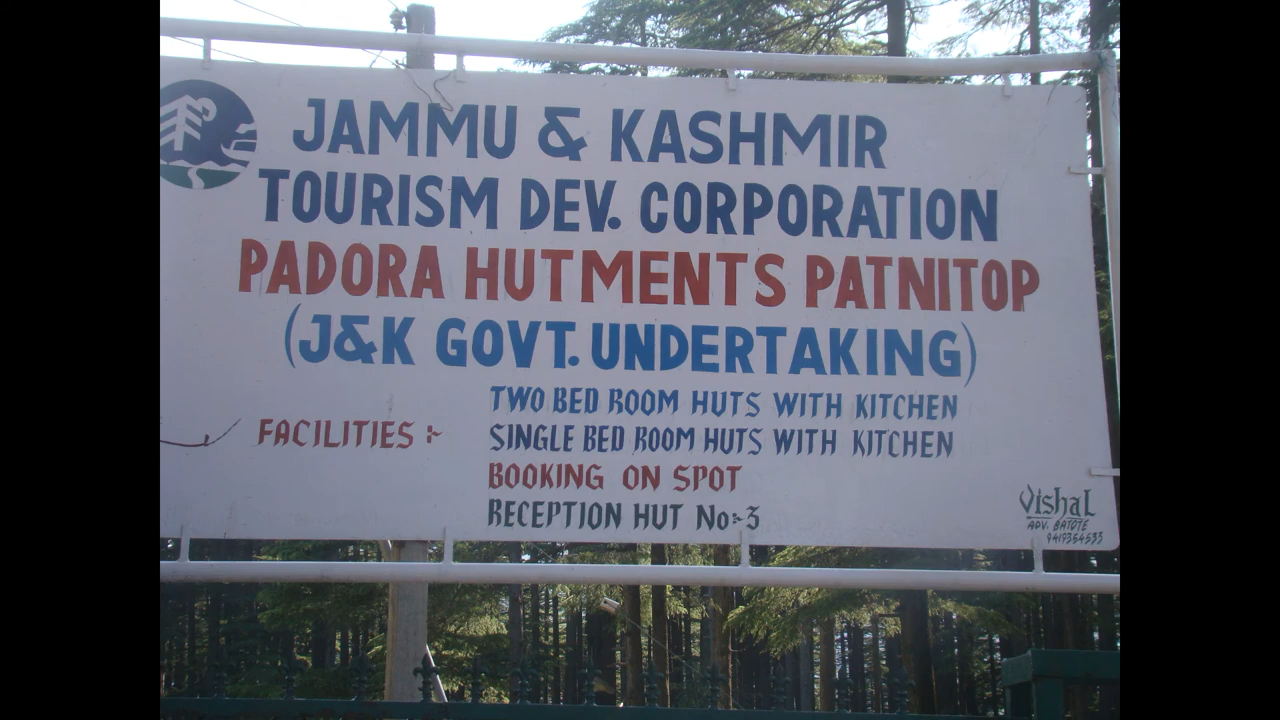 JAMMU & KASHMIR
TOURISM DEV. CORPORATION
PADORA HUTMENTS PATNITOP
(J&K GOVT. UNDERTAKING)
FACILITIES :-
TWO BED ROOM HUTS WITH KITCHEN
SINGLE BED ROOM HUTS WITH KITCHEN
BOOKING ON SPOT
RECEPTION HUT No:-3
Vishal
ADV. BATOTE